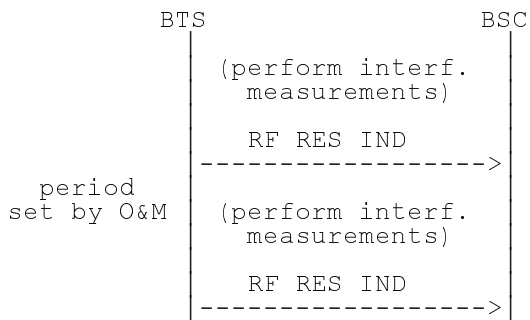 BTS BSC
(perform interf.
measurements)
RF RES IND
period
set by O&M
(perform interf.
measurements)
RF RES IND